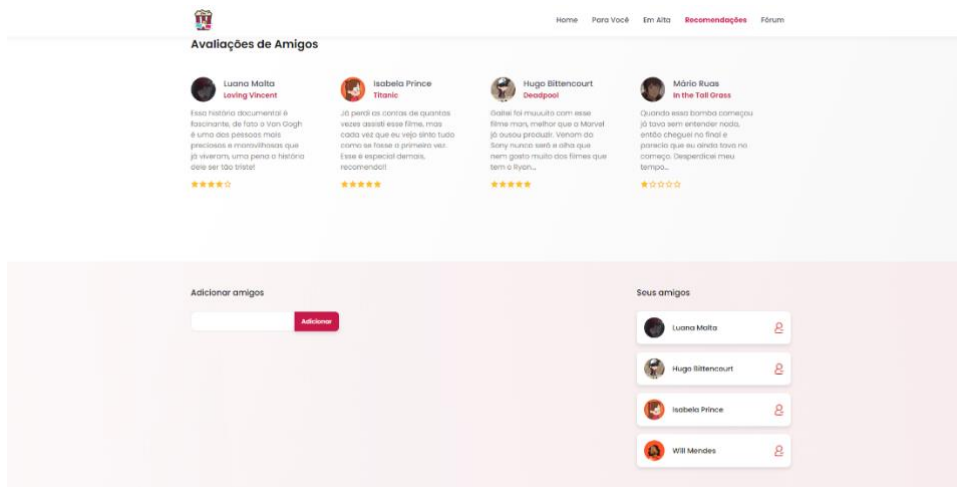 Home Para Você Em Alta Recomendações Fórum
Avaliações de Amigos
Luana Malta
Loving Vincent
Essa história documental é
fascinante, de fato o Van Gogh
é uma das pessoas mais
preciosas e maravilhosas que
já viveram, uma pena a história
dele ser tão triste!
Isabela Prince
Titanic
Já perdi as contas de quantas
vezes assisti esse filme, mas
cada vez que eu vejo sinto tudo
como se fosse a primeira vez.
Esse é especial demais,
recomendo!!
Hugo Bittencourt
Deadpool
Gostei foi muuuito com esse
filme man, melhor que a Marvel
já ousou produzir. Venom da
Sony nunca será e olha que
nem gosto muito dos filmes que
tem o Ryan...
Mário Ruas
In the Tall Grass
Quando essa bomba começou
já tava sem entender nada,
então cheguei no final e
parecia que eu ainda tava no
começo. Desperdicei meu
tempo...
Adicionar amigos
Adicionar
Seus amigos
Luana Malta
Hugo Bittencourt
Isabela Prince
Will Mendes